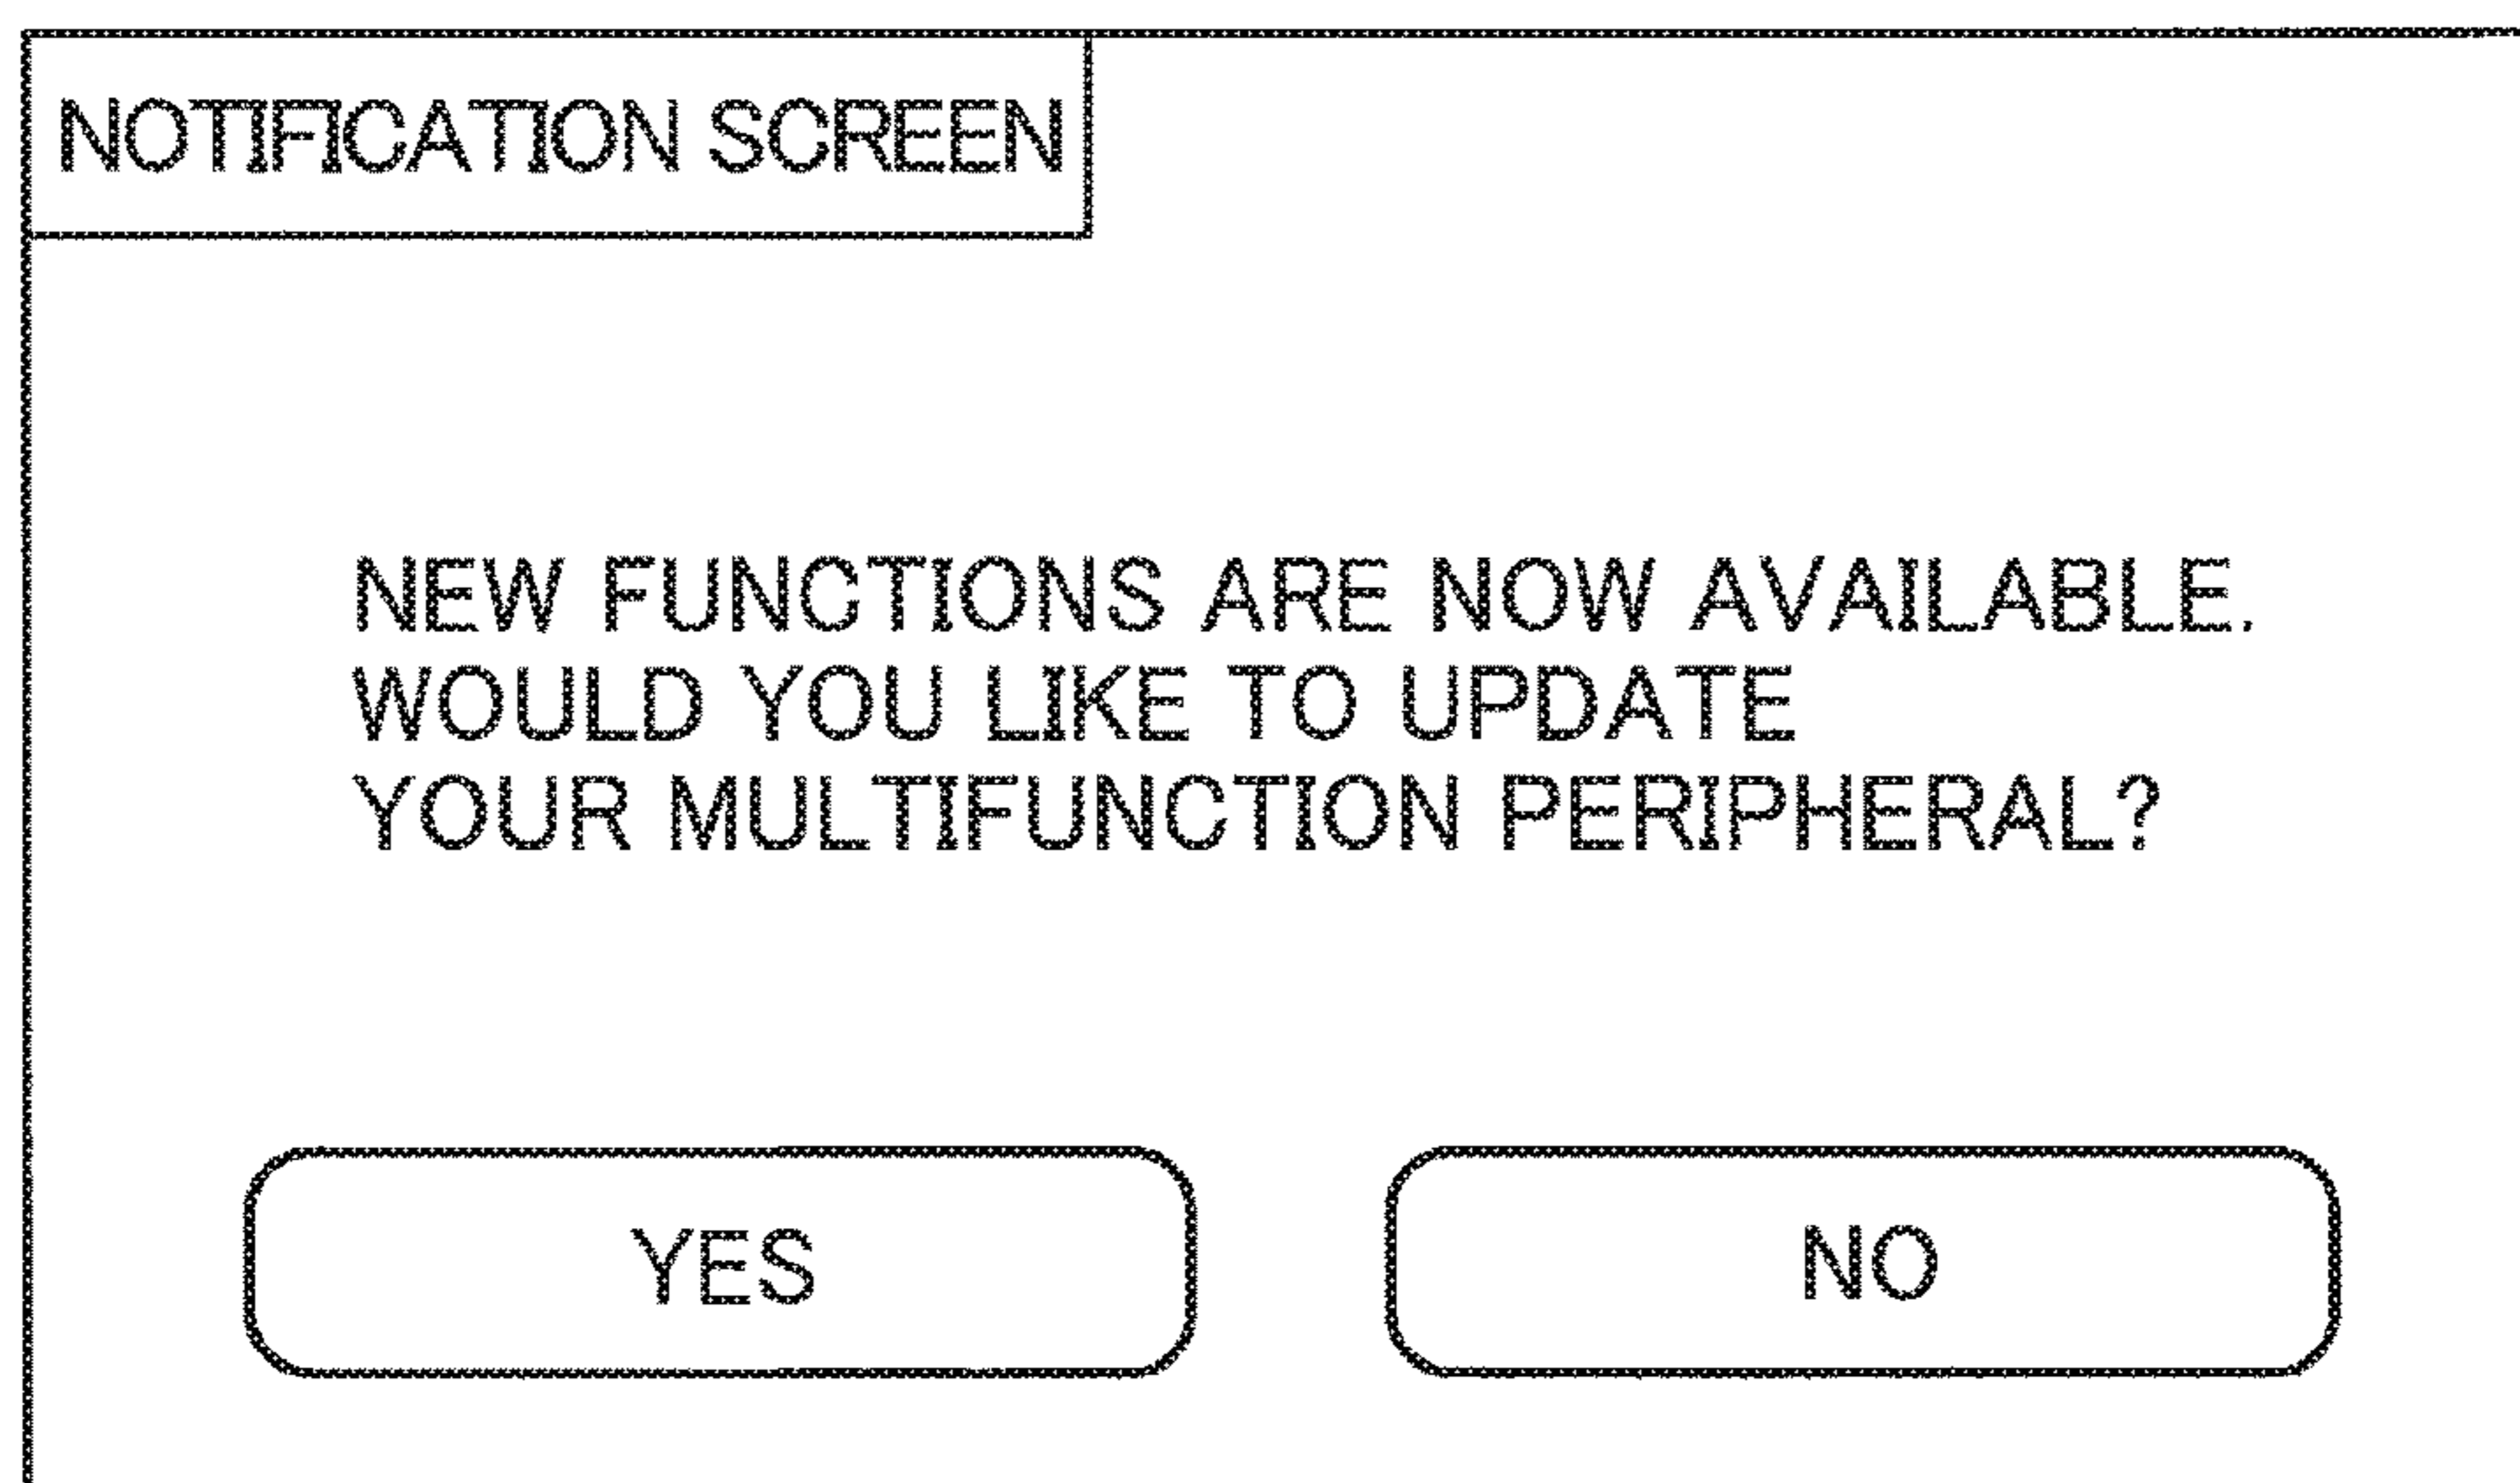 NOTIFICATION SCREEN
NEW FUNCTIONS ARE NOW AVAILABLE.
WOULD YOU LIKE TO UPDATE
YOUR MULTIFUNCTION PERIPHERAL?
YES
NO